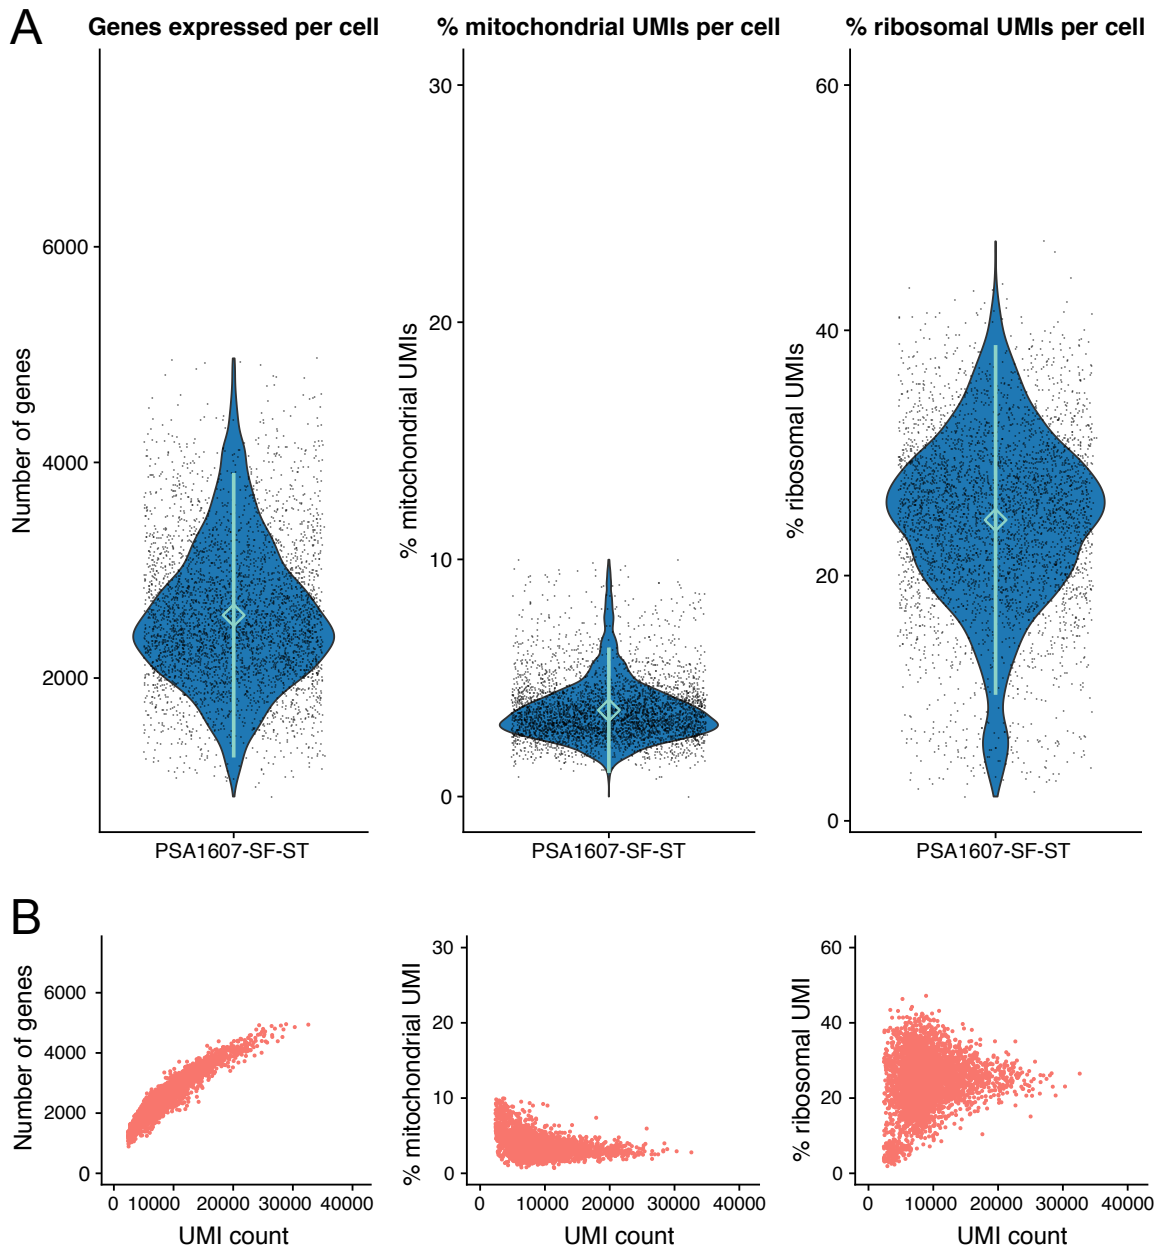 A
Genes expressed per cell
% mitochondrial UMIs per cell
% ribosomal UMIs per cell
Number of genes
6000
4000
2000
PSA1607-SF-ST
% mitochondrial UMIs
30
20
10
0
PSA1607-SF-ST
% ribosomal UMIs
60
40
20
0
PSA1607-SF-ST
B
Number of genes
6000
4000
2000
0
0 10000 20000 30000 40000
UMI count
% mitochondrial UMI
30
20
10
0
0 10000 20000 30000 40000
UMI count
% ribosomal UMI
60
40
20
0
0 10000 20000 30000 40000
UMI count